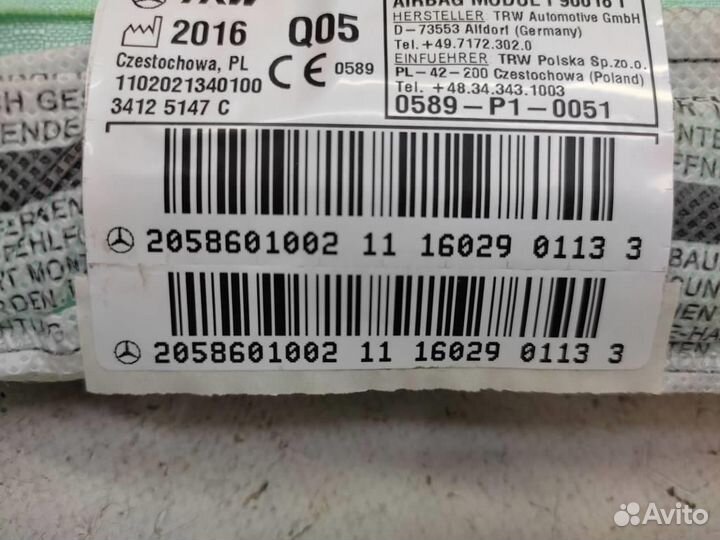 TRW
2016 Q05
Czestochowa, PL
1102021340100
3412 5147 C
CE 0589
AIRBAG MODUL
HERSTELLER TRW Automotive GmbH
D-73553 Alfdorf (Germany)
Tel. +49.7172.302.0
EINFUEHRER TRW Polska Sp.zo.o.
PL-42-200 Czestochowa (Poland)
Tel. +48.34.343.1003
0589-P1-0051
2058601002 11 16029 0113 3
2058601002 11 16029 0113 3
Avito